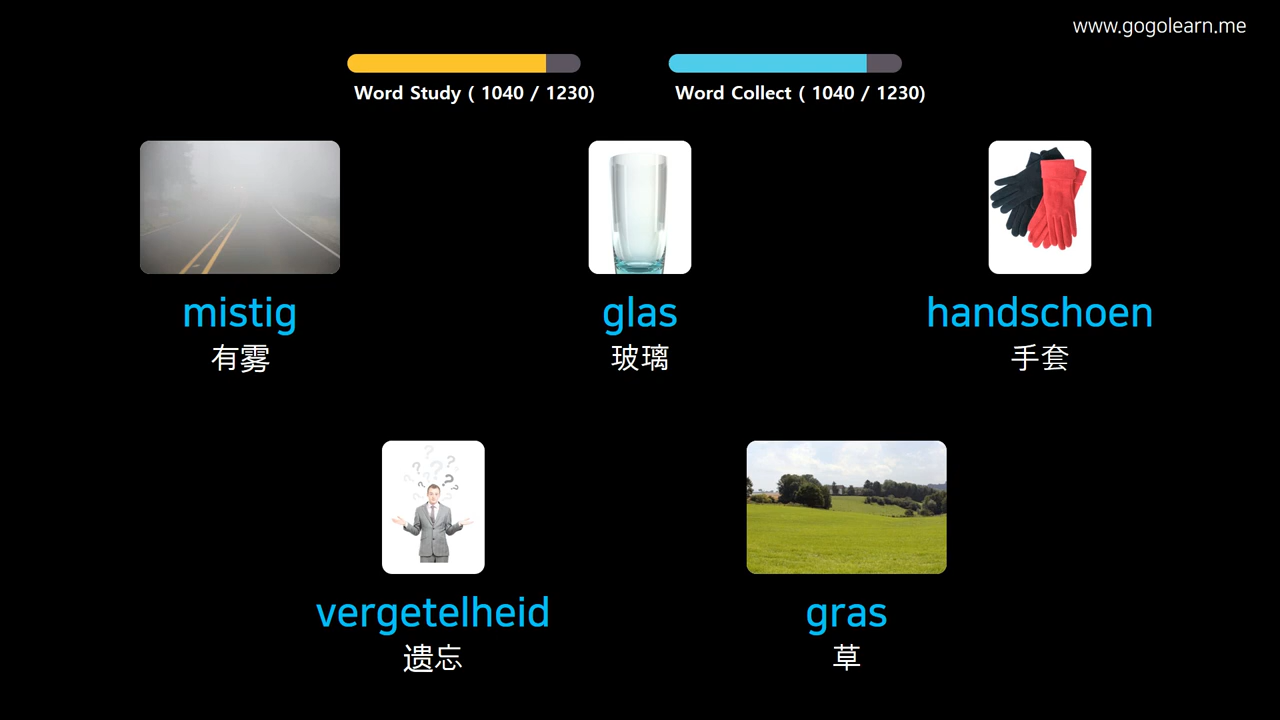 www.gogolearn.me
Word Study ( 1040 / 1230)
Word Collect ( 1040 / 1230)
mistig
有雾
glas
玻璃
handschoen
手套
vergetelheid
遗忘
gras
草